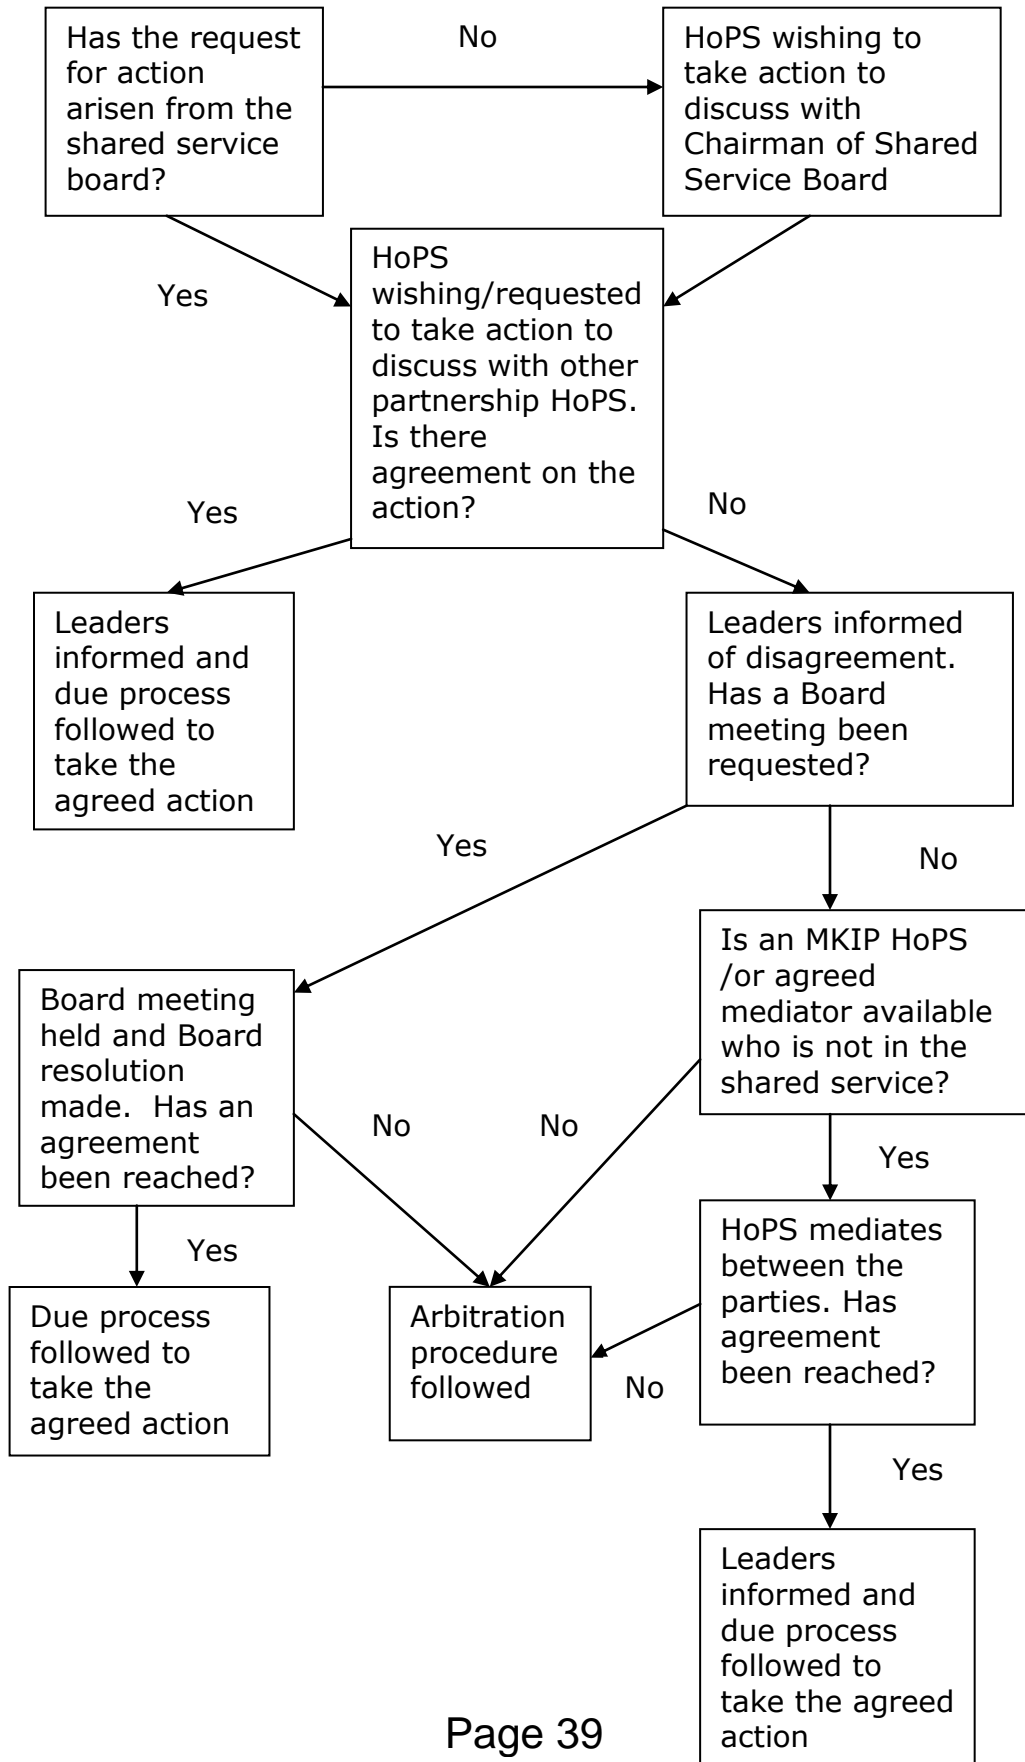 Has the request
for action
arisen from the
shared service
board?
No
HoPS wishing to
take action to
discuss with
Chairman of Shared
Service Board
Yes
HoPS
wishing/requested
to take action to
discuss with other
partnership HoPS.
Is there
agreement on the
action?
Yes
No
Leaders
informed and
due process
followed to
take the
agreed action
Leaders informed
of disagreement.
Has a Board
meeting been
requested?
Yes
No
Board meeting
held and Board
resolution
made.  Has an
agreement
been reached?
Is an MKIP HoPS
/or agreed
mediator available
who is not in the
shared service?
No
No
Yes
Yes
Due process
followed to
take the
agreed action
Arbitration
procedure
followed
HoPS mediates
between the
parties. Has
agreement
been reached?
No
Yes
Leaders
informed and
due process
followed to
take the agreed
action
Page 39